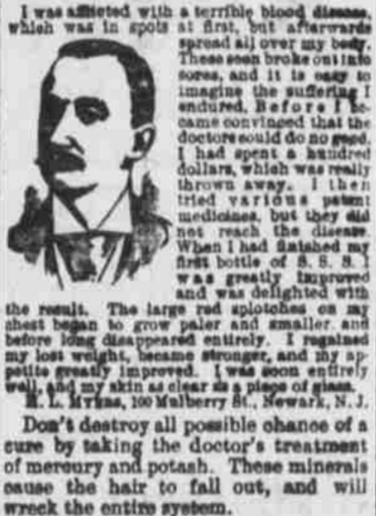 I was afflicted with a terrible blood disease,
which was in spots at first, but afterwards
spread all over my body.
These soon broke out into
sores, and it is easy to
imagine the suffering I
endured. Before I be-
came convinced that the
doctors could do no good.
I had spent a hundred
dollars, which was really
thrown away. I then
tried various patent
medicines, but they did
not reach the disease.
When I had finished my
first bottle of S. S. S. I
was greatly improved
and was delighted with
the result. The large red splotches on my
chest began to grow paler and smaller, and
before long disappeared entirely. I regained
my lost weight, became stronger, and my ap-
petite greatly improved. I was soon entirely
well, and my skin as clear as a piece of glass.
H. L. Myers, 100 Mulberry St., Newark, N. J.
Don't destroy all possible chance of a
cure by taking the doctor's treatment
of mercury and potash. These minerals
cause the hair to fall out, and will
wreck the entire system.